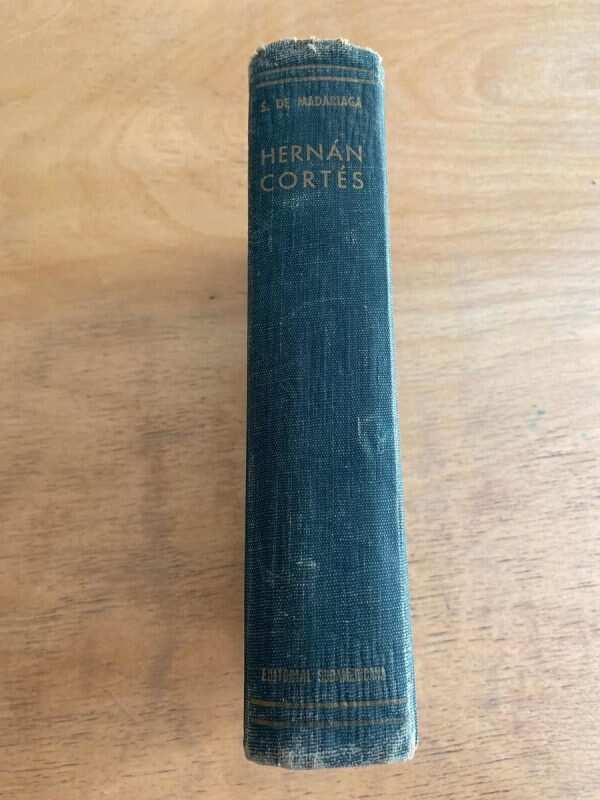 S. DE MADARIAGA
HERNÁN
CORTÉS
EDITORIAL SUDAMERICANA